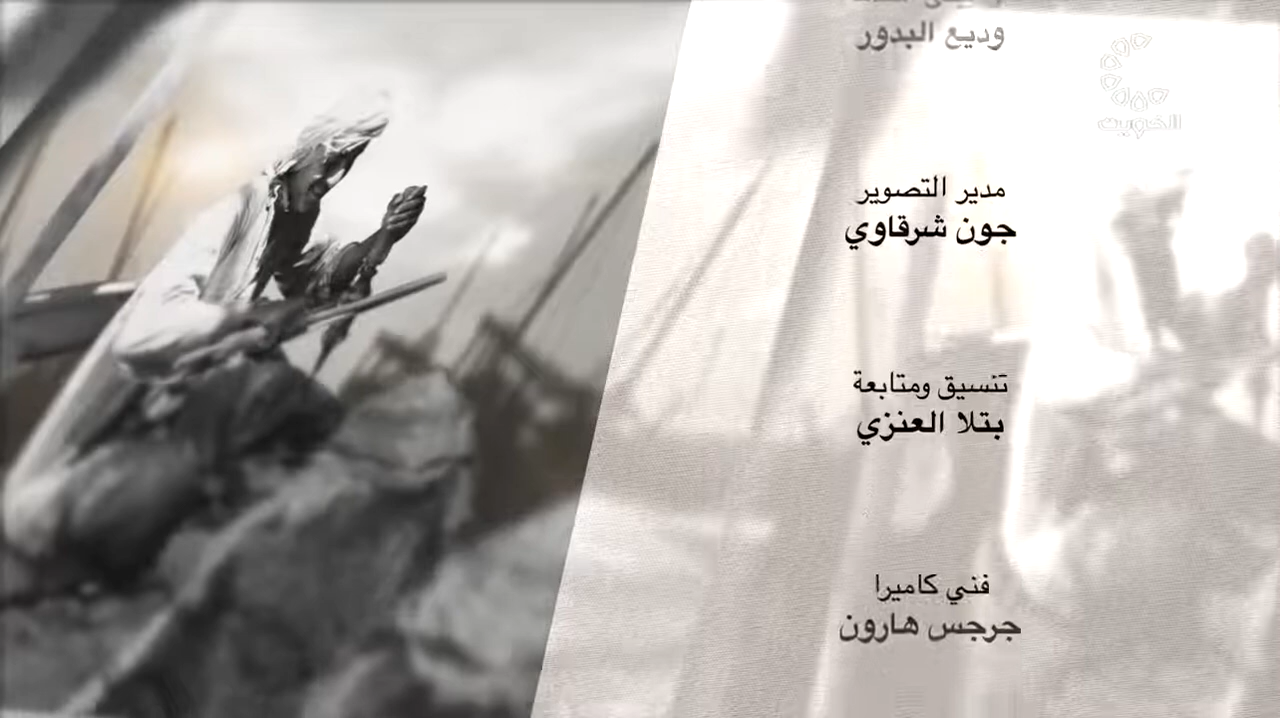 وديع البدور
الكويت
مدير التصوير
جون شرقاوي
تنسيق ومتابعة
بتلا العنزي
فني كاميرا
جرجس هارون